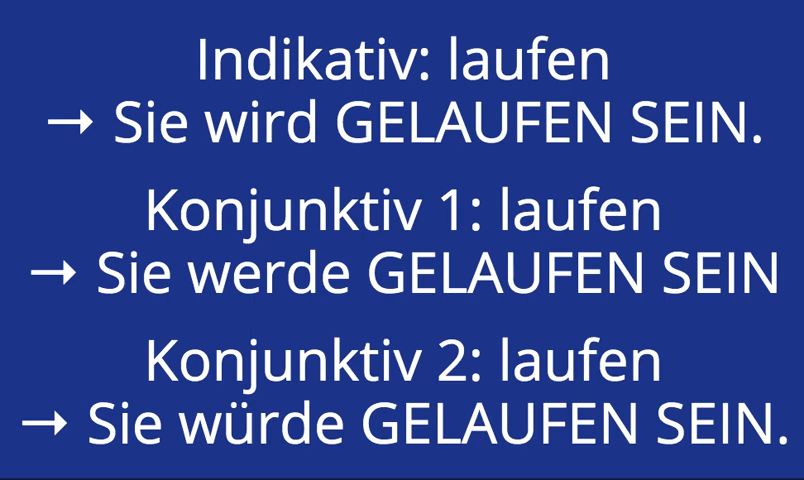 Indikativ: laufen
→ Sie wird GELAUFEN SEIN.
Konjunktiv 1: laufen
→ Sie werde GELAUFEN SEIN
Konjunktiv 2: laufen
→ Sie würde GELAUFEN SEIN.